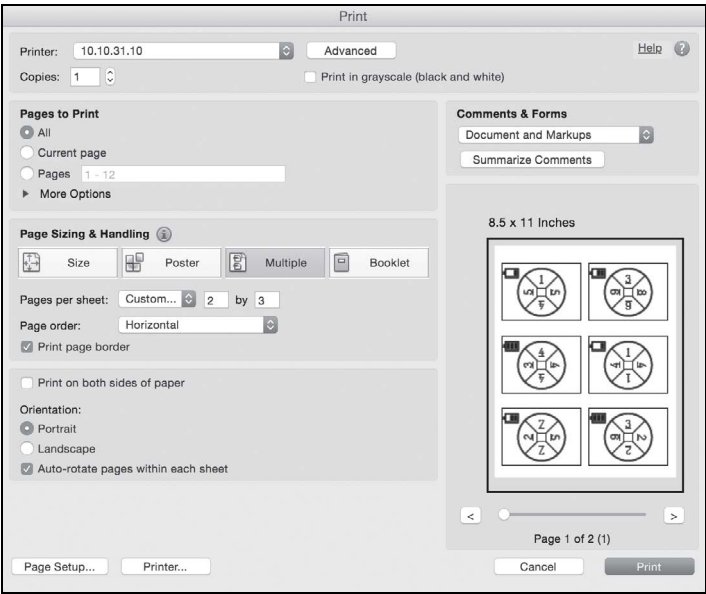 Print
Printer: 10.10.31.10 Advanced Help ?
Copies: 1 Print in grayscale (black and white)
Pages to Print
All
Current page
Pages 1 - 12
More Options
Comments & Forms
Document and Markups
Summarize Comments
Page Sizing & Handling i
Size Poster Multiple Booklet
Pages per sheet: Custom... 2 by 3
Page order: Horizontal
Print page border
Print on both sides of paper
Orientation:
Portrait
Landscape
Auto-rotate pages within each sheet
8.5 x 11 Inches
< >
Page 1 of 2 (1)
Page Setup... Printer... Cancel Print